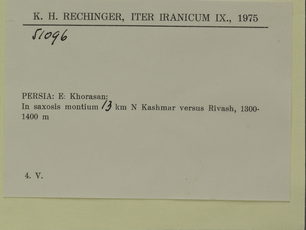 K. H. RECHINGER, ITER IRANICUM IX., 1975
51096
PERSIA: E: Khorasan:
In saxosis montium 13 km N Kashmar versus Rivash, 1300-
1400 m
4. V.